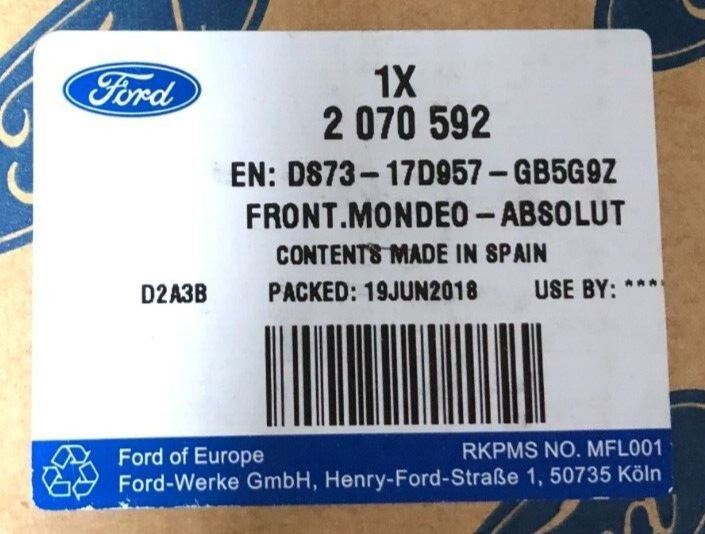 Ford
1X
2 070 592
EN: DS73-17D957-GB5G9Z
FRONT.MONDEO-ABSOLUT
CONTENTS MADE IN SPAIN
D2A3B PACKED: 19JUN2018 USE BY: ****
Ford of Europe RKPMS NO. MFL001
Ford-Werke GmbH, Henry-Ford-Straße 1, 50735 Köln